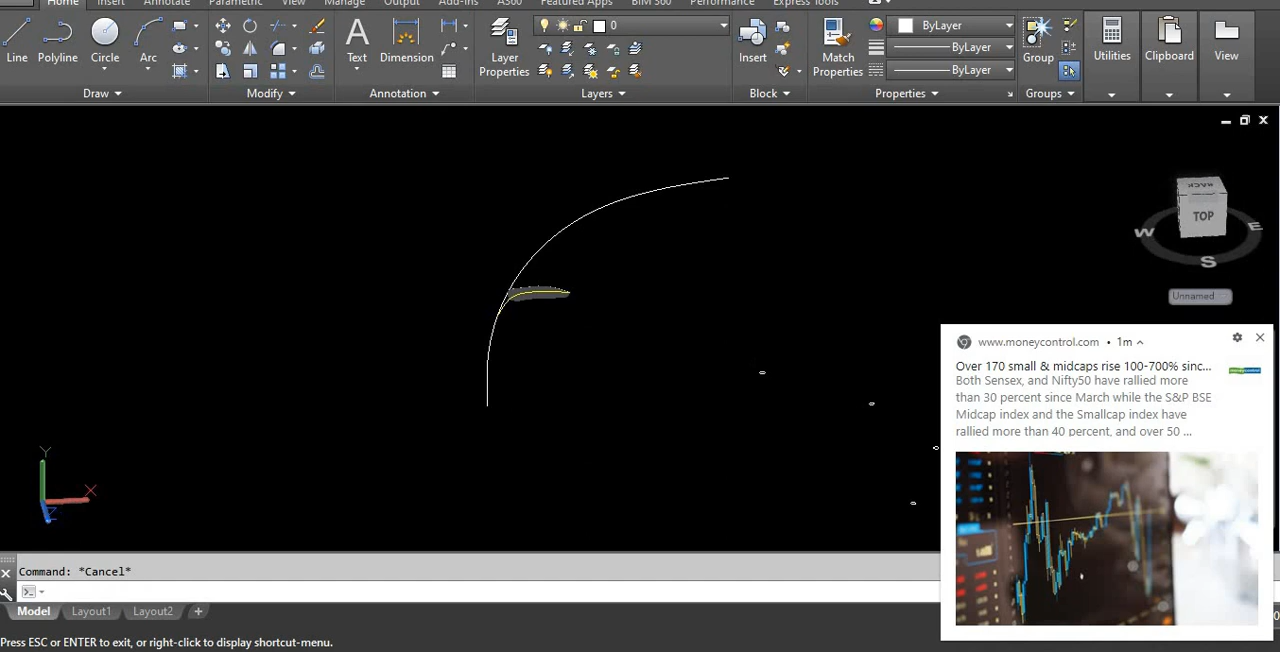 Home Insert Annotate Parametric View Manage Output Add-ins A360 Featured Apps BIM 360 Performance Express Tools
0 ByLayer
Line Polyline Circle Arc Text Dimension Layer Properties Insert Match Properties ByLayer ByLayer Group Utilities Clipboard View
Draw Modify Annotation Layers Block Properties Groups
BACK
TOP
W E
S
Unnamed
www.moneycontrol.com • 1m
Over 170 small & midcaps rise 100-700% sinc...
Both Sensex, and Nifty50 have rallied more
than 30 percent since March while the S&P BSE
Midcap index and the Smallcap index have
rallied more than 40 percent, and over 50 ...
Y
X
Z
Command: *Cancel*
Model Layout1 Layout2 +
Press ESC or ENTER to exit, or right-click to display shortcut-menu.